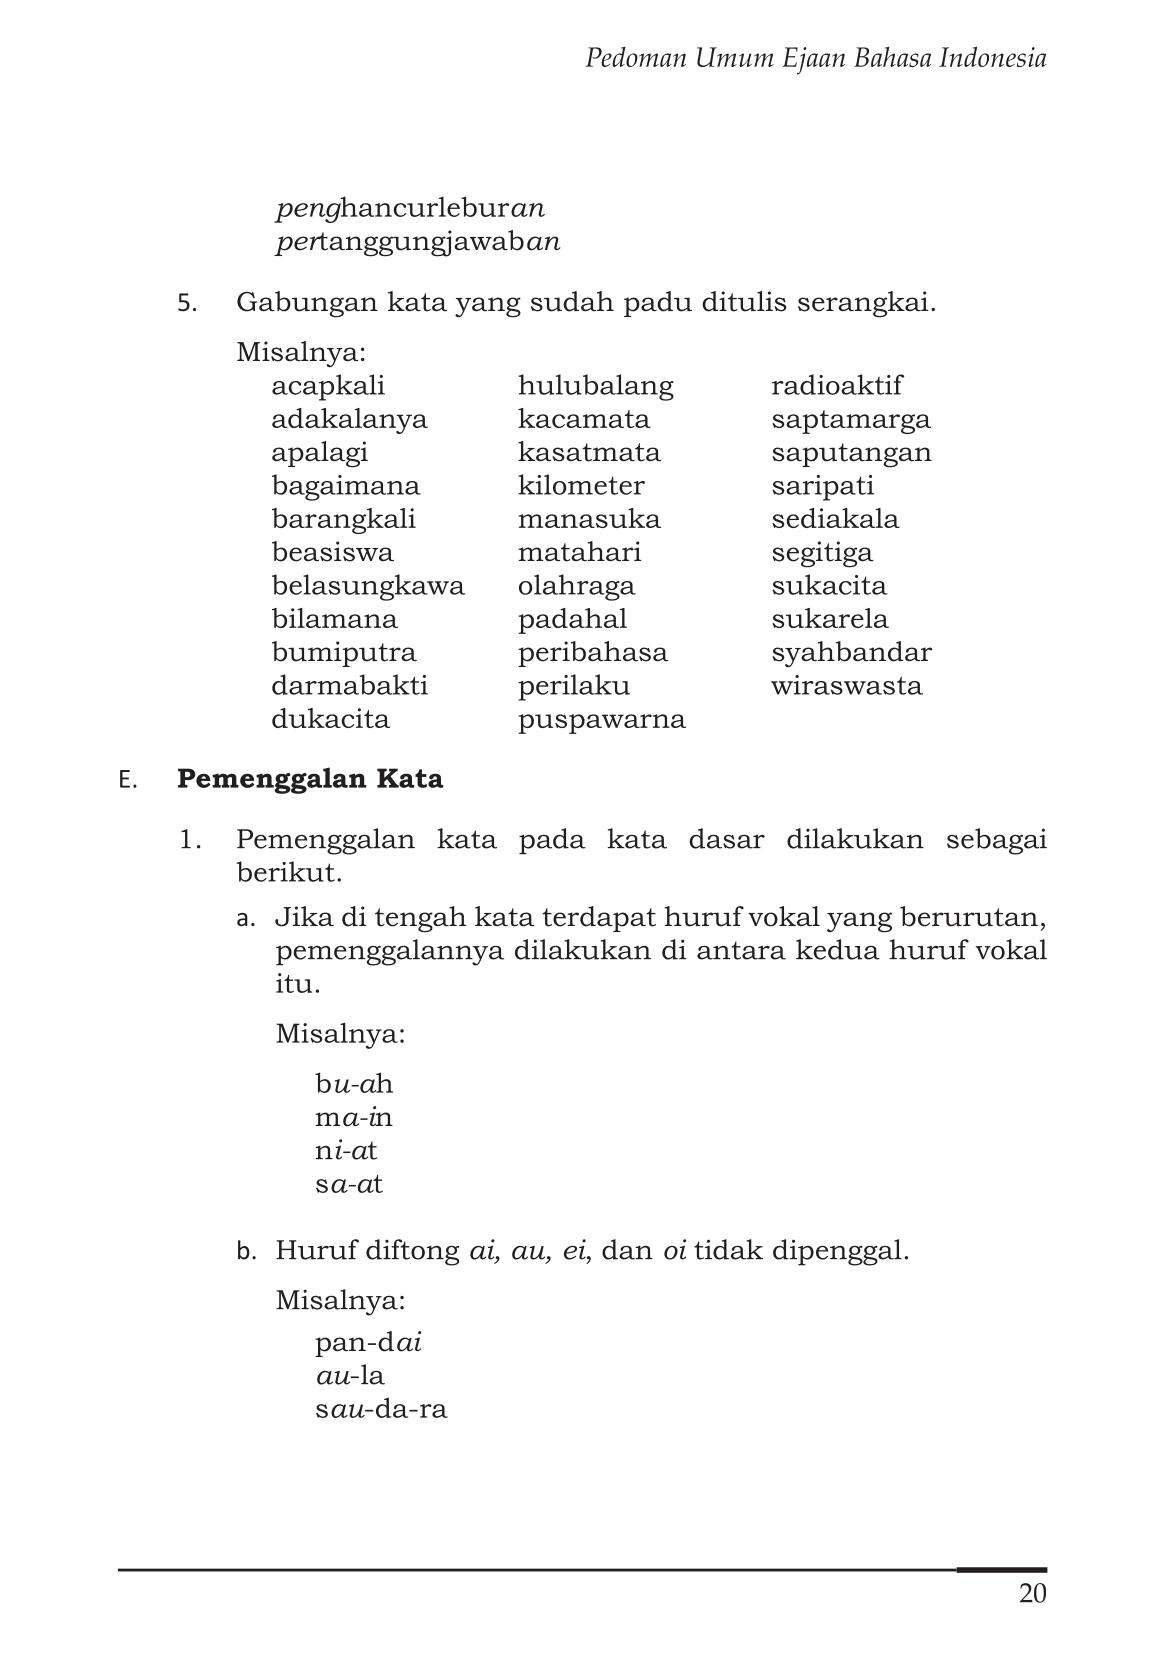 Pedoman Umum Ejaan Bahasa Indonesia
penghancurleburan
pertanggungjawaban
5. Gabungan kata yang sudah padu ditulis serangkai.
Misalnya:
acapkali hulubalang radioaktif
adakalanya kacamata saptamarga
apalagi kasatmata saputangan
bagaimana kilometer saripati
barangkali manasuka sediakala
beasiswa matahari segitiga
belasungkawa olahraga sukacita
bilamana padahal sukarela
bumiputra peribahasa syahbandar
darmabakti perilaku wiraswasta
dukacita puspawarna
E. Pemenggalan Kata
1. Pemenggalan kata pada kata dasar dilakukan sebagai
berikut.
a. Jika di tengah kata terdapat huruf vokal yang berurutan,
pemenggalannya dilakukan di antara kedua huruf vokal
itu.
Misalnya:
bu-ah
ma-in
ni-at
sa-at
b. Huruf diftong ai, au, ei, dan oi tidak dipenggal.
Misalnya:
pan-dai
au-la
sau-da-ra
20